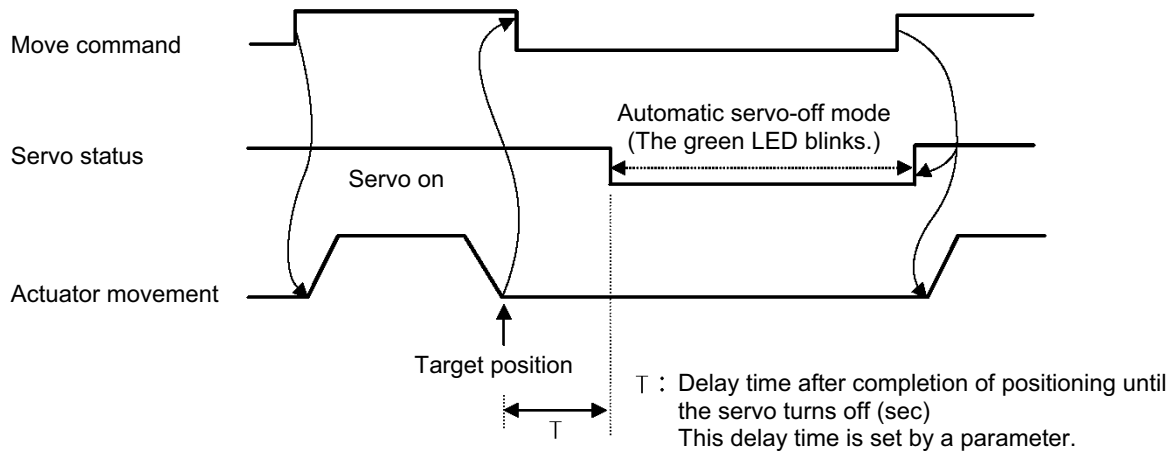 Move command
Automatic servo-off mode
(The green LED blinks.)
Servo status
Servo on
Actuator movement
Target position
T
T : Delay time after completion of positioning until
the servo turns off (sec)
This delay time is set by a parameter.